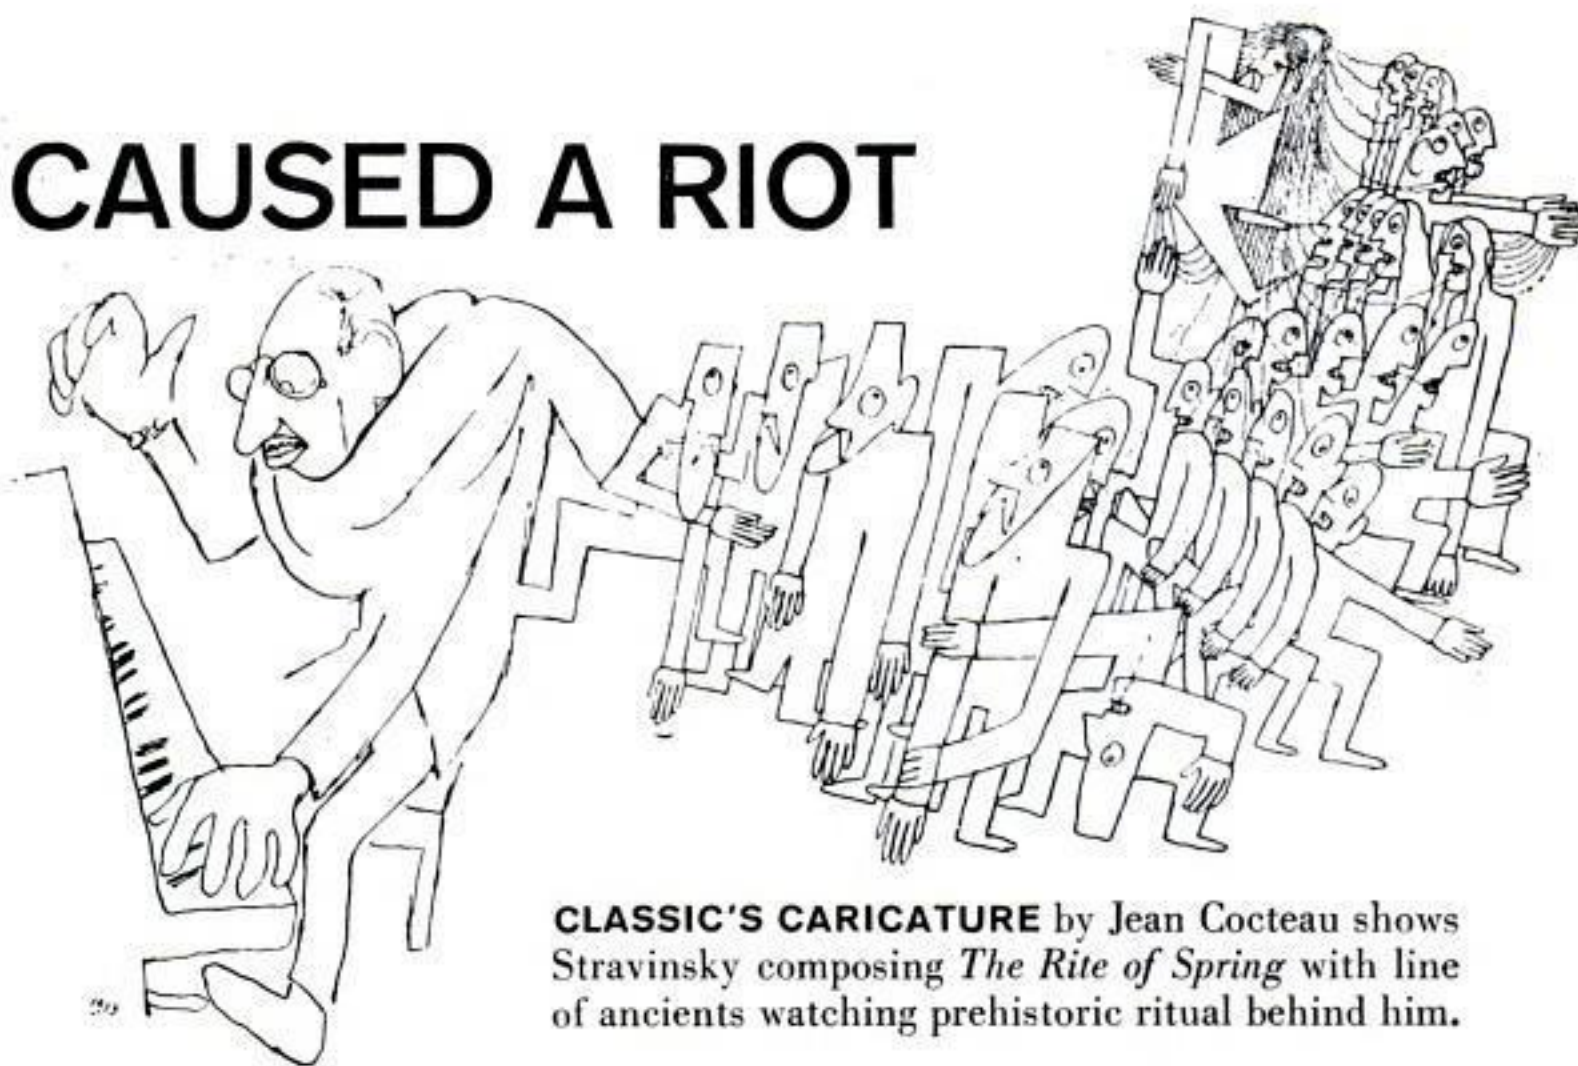 CAUSED A RIOT
CLASSIC'S CARICATURE by Jean Cocteau shows
Stravinsky composing The Rite of Spring with line
of ancients watching prehistoric ritual behind him.
1913